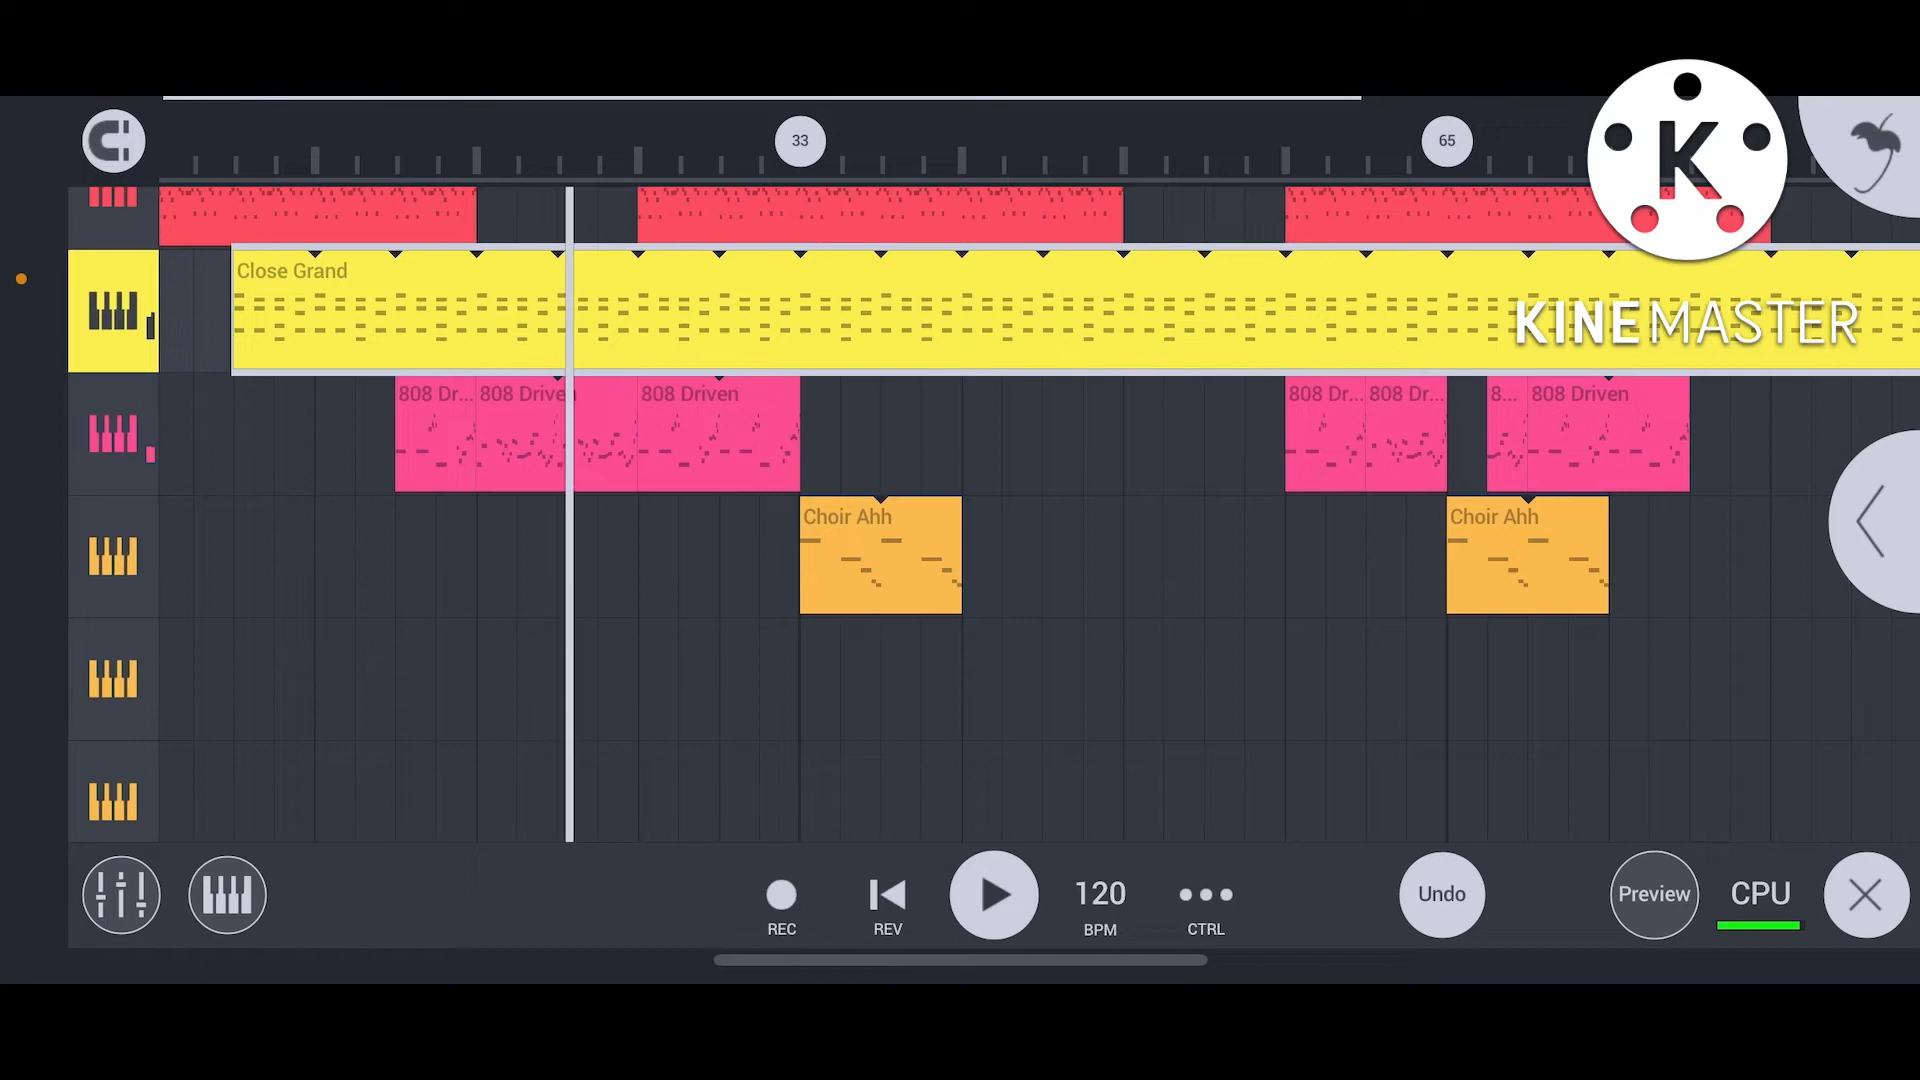 33
65
K
Close Grand
KINEMASTER
808 Dr... 808 Driven 808 Driven
808 Dr... 808 Dr... 8... 808 Driven
Choir Ahh
Choir Ahh
REC
REV
120
BPM
CTRL
Undo
Preview
CPU